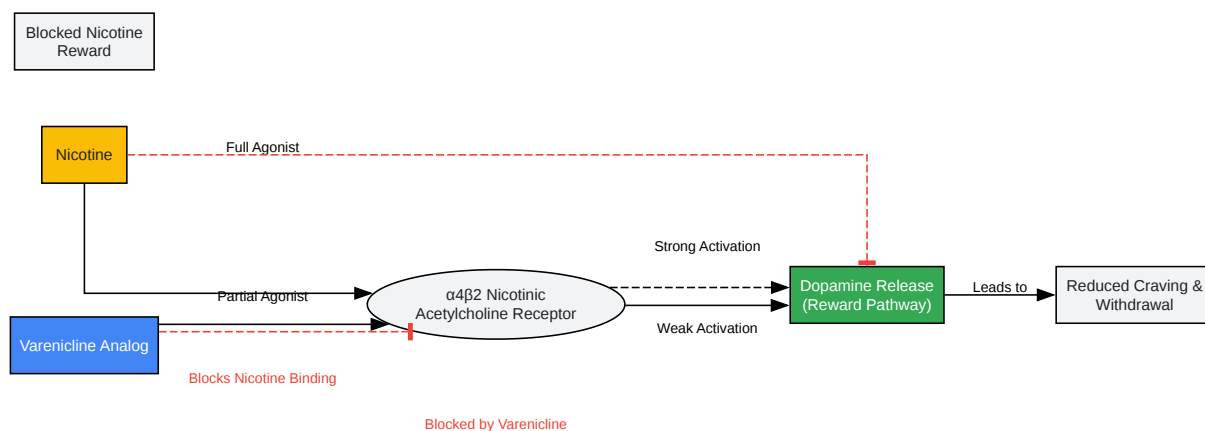 Blocked Nicotine
Reward
Nicotine
Full Agonist
Strong Activation
Partial Agonist
α4β2 Nicotinic
Acetylcholine Receptor
Dopamine Release
(Reward Pathway)
Leads to
Reduced Craving &
Withdrawal
Weak Activation
Varenicline Analog
Blocks Nicotine Binding
Blocked by Varenicline